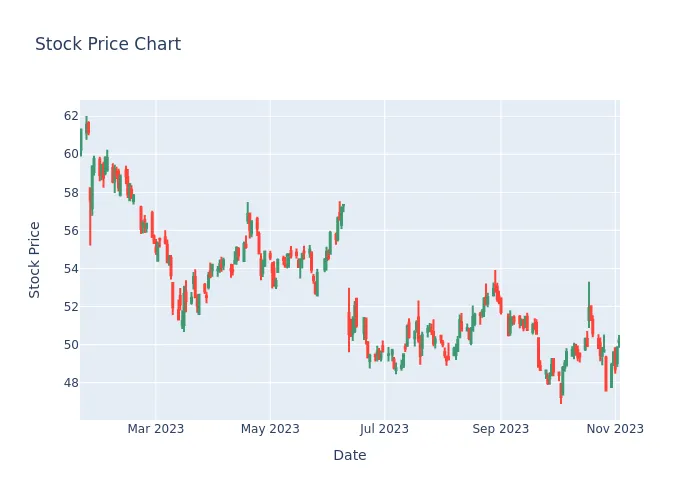 Stock Price Chart
62
60
58
56
54
52
50
48
Stock Price
Mar 2023
May 2023
Jul 2023
Sep 2023
Nov 2023
Date